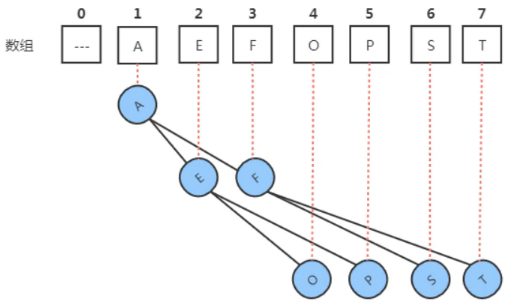 0 1 2 3 4 5 6 7
数组 --- A E F O P S T
A
E F
O P S T